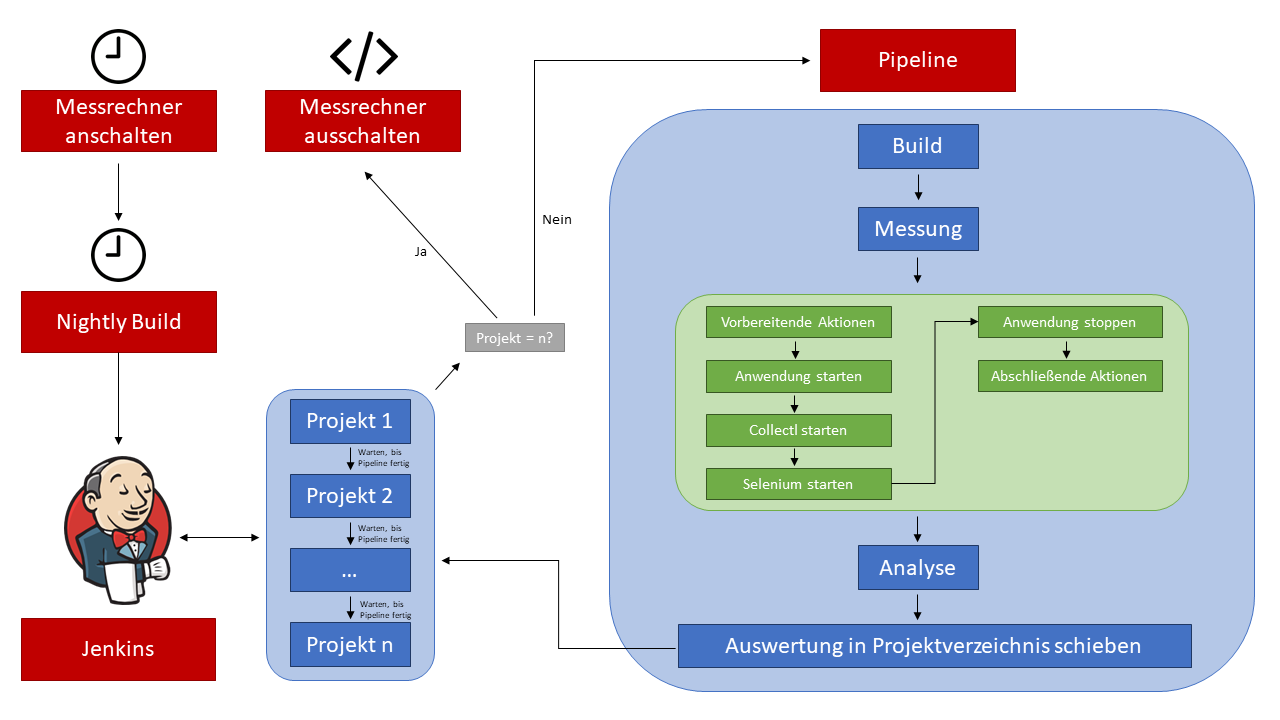 Messrechner
anschalten
Nightly Build
Jenkins
Messrechner
ausschalten
Ja
Nein
Projekt = n?
Projekt 1
Warten, bis
Pipeline fertig
Projekt 2
Warten, bis
Pipeline fertig
...
Warten, bis
Pipeline fertig
Projekt n
Pipeline
Build
Messung
Vorbereitende Aktionen
Anwendung starten
Collectl starten
Selenium starten
Anwendung stoppen
Abschließende Aktionen
Analyse
Auswertung in Projektverzeichnis schieben